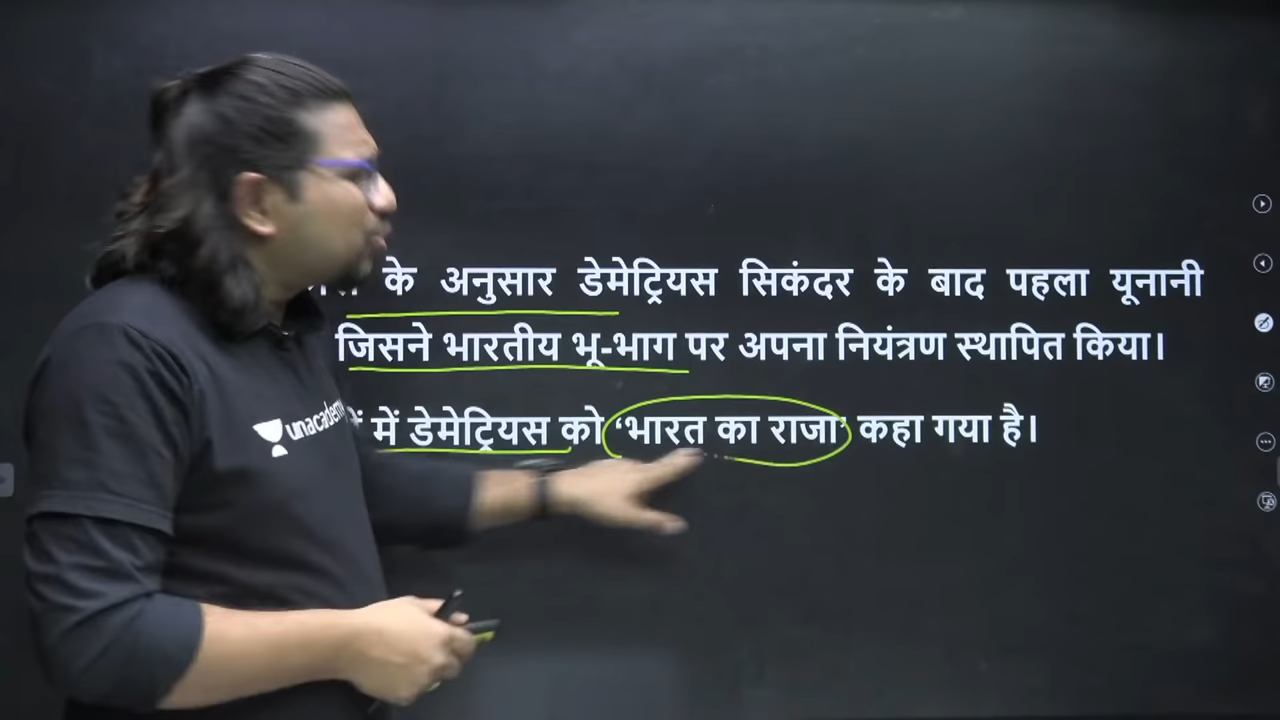 के अनुसार डेमेट्रियस सिकंदर के बाद पहला यूनानी
जिसने भारतीय भू-भाग पर अपना नियंत्रण स्थापित किया।
में डेमेट्रियस को 'भारत का राजा' कहा गया है।
unacademy